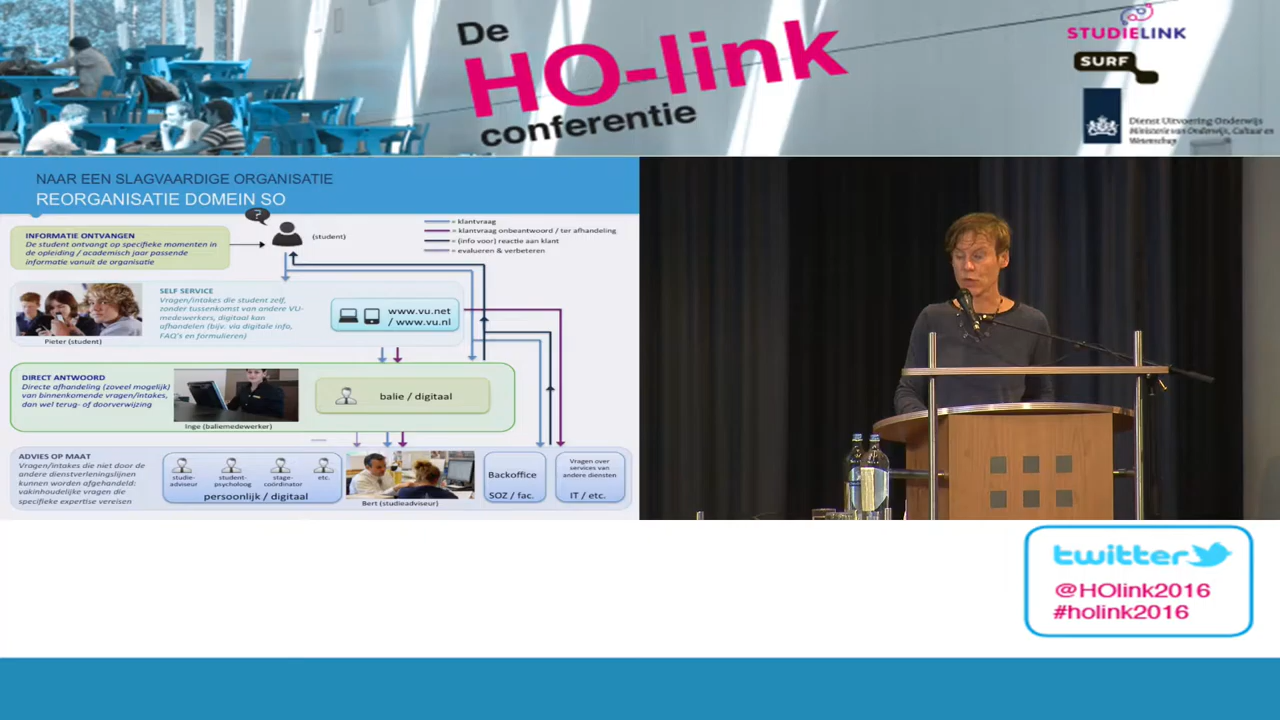 De
HO-link
conferentie
STUDIELINK
SURF
Dienst Uitvoering Onderwijs
Ministerie van Onderwijs, Cultuur en
Wetenschap
NAAR EEN SLAGVAARDIGE ORGANISATIE
REORGANISATIE DOMEIN SO
?
(student)
= klantvraag
= klantvraag onbeantwoord / ter afhandeling
= (info voor) reactie aan klant
= evalueren & verbeteren
INFORMATIE ONTVANGEN
De student ontvangt op specifieke momenten in
de opleiding / academisch jaar passende
informatie vanuit de organisatie
SELF SERVICE
Vragen/intakes die student zelf,
zonder tussenkomst van andere VU-
medewerkers, digitaal kan
afhandelen (bijv. via digitale info,
FAQ's en formulieren)
Pieter (student)
www.vu.net
/ www.vu.nl
DIRECT ANTWOORD
Directe afhandeling (zoveel mogelijk)
van binnenkomende vragen/intakes,
dan wel terug- of doorverwijzing
Inge (baliemedewerker)
balie / digitaal
ADVIES OP MAAT
Vragen/intakes die niet door de
andere dienstverleningslijnen
kunnen worden afgehandeld:
vakinhoudelijke vragen die
specifieke expertise vereisen
studie-
adviseur
student-
psycholoog
stage-
coördinator
etc.
persoonlijk / digitaal
Bert (studieadviseur)
Backoffice
SOZ / fac.
Vragen over
services van
andere diensten
IT / etc.
twitter
@HOlink2016
#holink2016